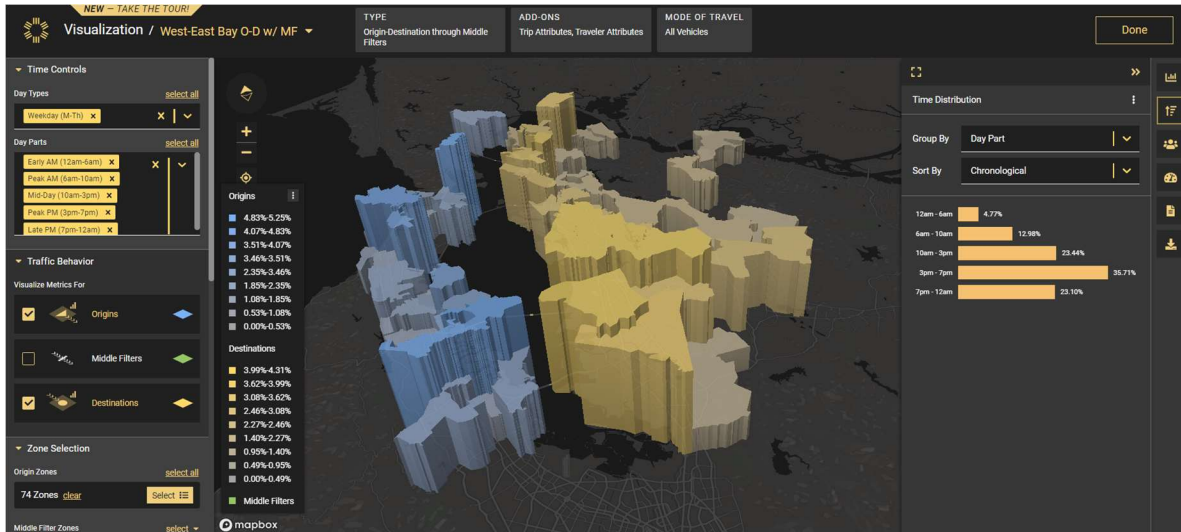 NEW — TAKE THE TOUR!
Visualization / West-East Bay O-D w/ MF
TYPE
Origin-Destination through Middle
Filters
ADD-ONS
Trip Attributes, Traveler Attributes
MODE OF TRAVEL
All Vehicles
Done
Time Controls
Day Types
select all
Weekday (M-Th) x
Day Parts
select all
Early AM (12am-6am) x
Peak AM (6am-10am) x
Mid-Day (10am-3pm) x
Peak PM (3pm-7pm) x
Late PM (7pm-12am) x
Traffic Behavior
Visualize Metrics For
Origins
Middle Filters
Destinations
Zone Selection
Origin Zones
select all
74 Zones clear
Select
Middle Filter Zones
select
Origins
4.83%-5.25%
4.07%-4.83%
3.51%-4.07%
3.46%-3.51%
2.35%-3.46%
1.85%-2.35%
1.08%-1.85%
0.53%-1.08%
0.00%-0.53%
Destinations
3.99%-4.31%
3.62%-3.99%
3.08%-3.62%
2.46%-3.08%
2.27%-2.46%
1.40%-2.27%
0.95%-1.40%
0.49%-0.95%
0.00%-0.49%
Middle Filters
mapbox
Time Distribution
Group By
Day Part
Sort By
Chronological
12am - 6am 4.77%
6am - 10am 12.98%
10am - 3pm 23.44%
3pm - 7pm 35.71%
7pm - 12am 23.10%